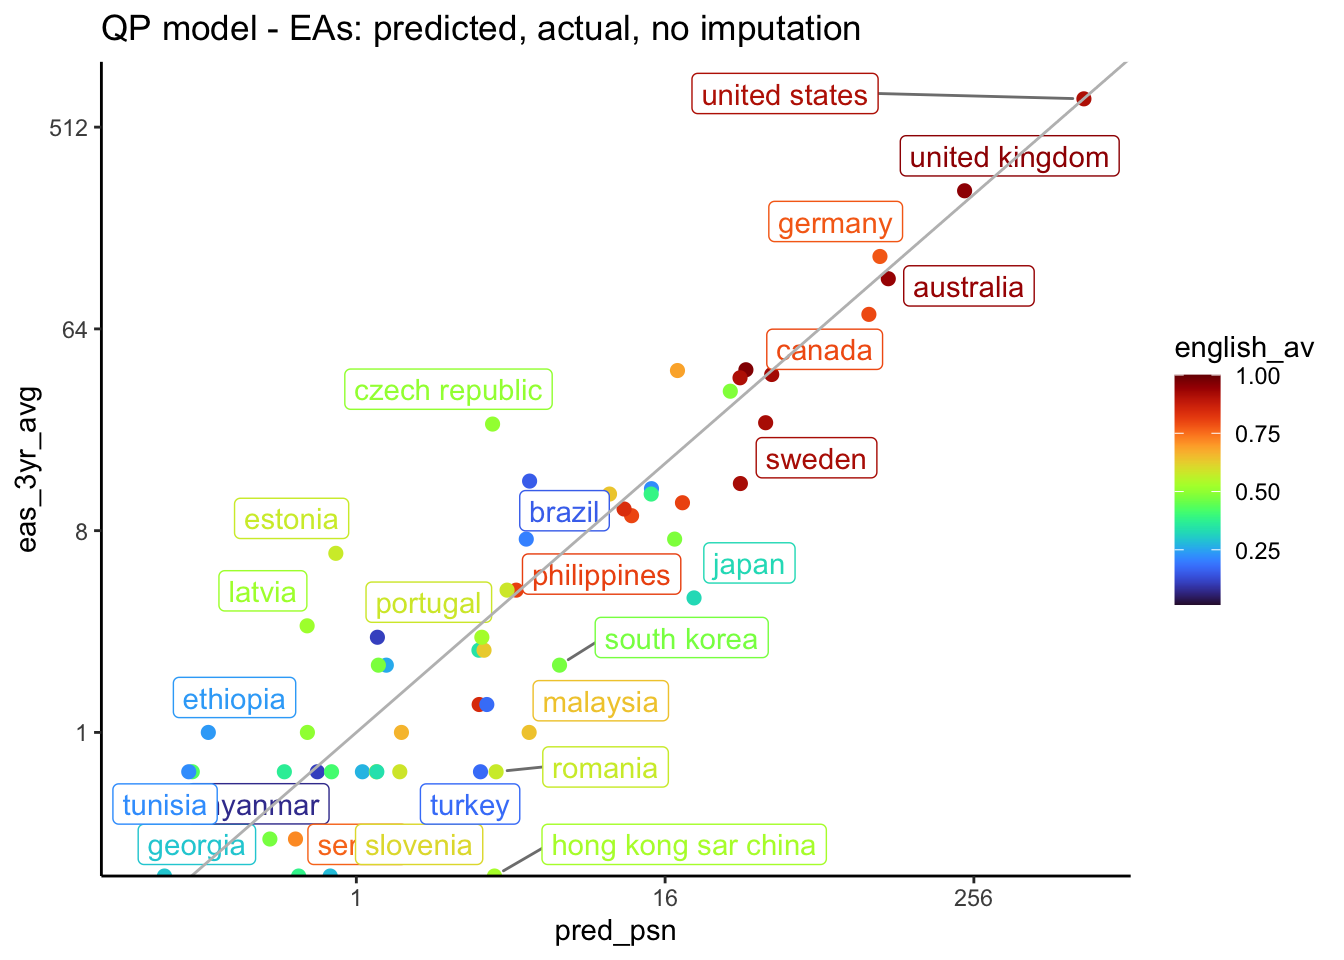 QP model - EAs: predicted, actual, no imputation
united states
512
united kingdom
germany
australia
english_av
64
canada
1.00
czech republic
0.75
eas_3yr_avg
sweden
0.50
brazil
estonia
8
0.25
japan
philippines
latvia
portugal
south korea
ethiopia
malaysia
1
romania
tunisia
yanmar
turkey
georgia
ser
slovenia
hong kong sar china
1
16
256
pred_psn